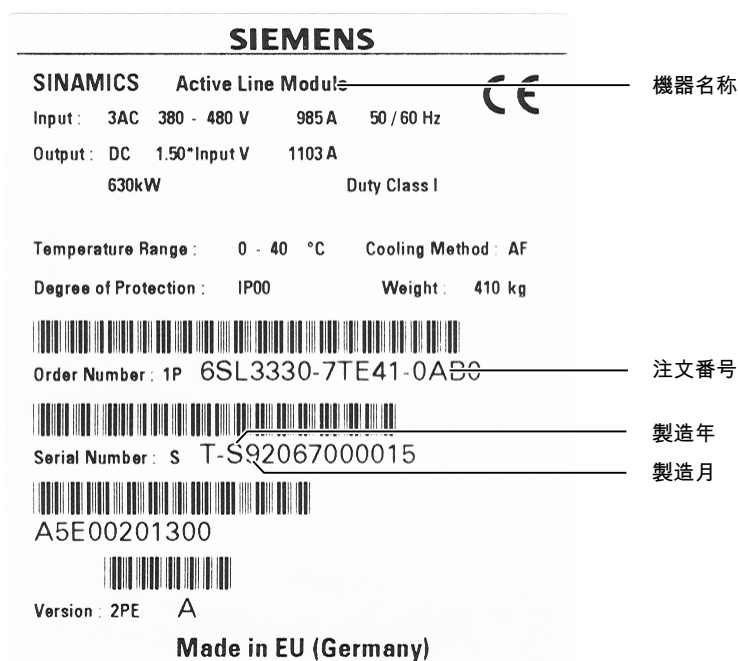 SIEMENS
SINAMICS Active Line Module 機器名称
CE
Input : 3AC 380 - 480 V 985 A 50 / 60 Hz
Output : DC 1.50*Input V 1103 A
630kW Duty Class I
Temperature Range : 0 - 40 °C Cooling Method : AF
Degree of Protection : IP00 Weight : 410 kg
Order Number : 1P 6SL3330-7TE41-0AB0 注文番号
製造年
Serial Number : S T-S92067000015
製造月
A5E00201300
Version : 2PE A
Made in EU (Germany)